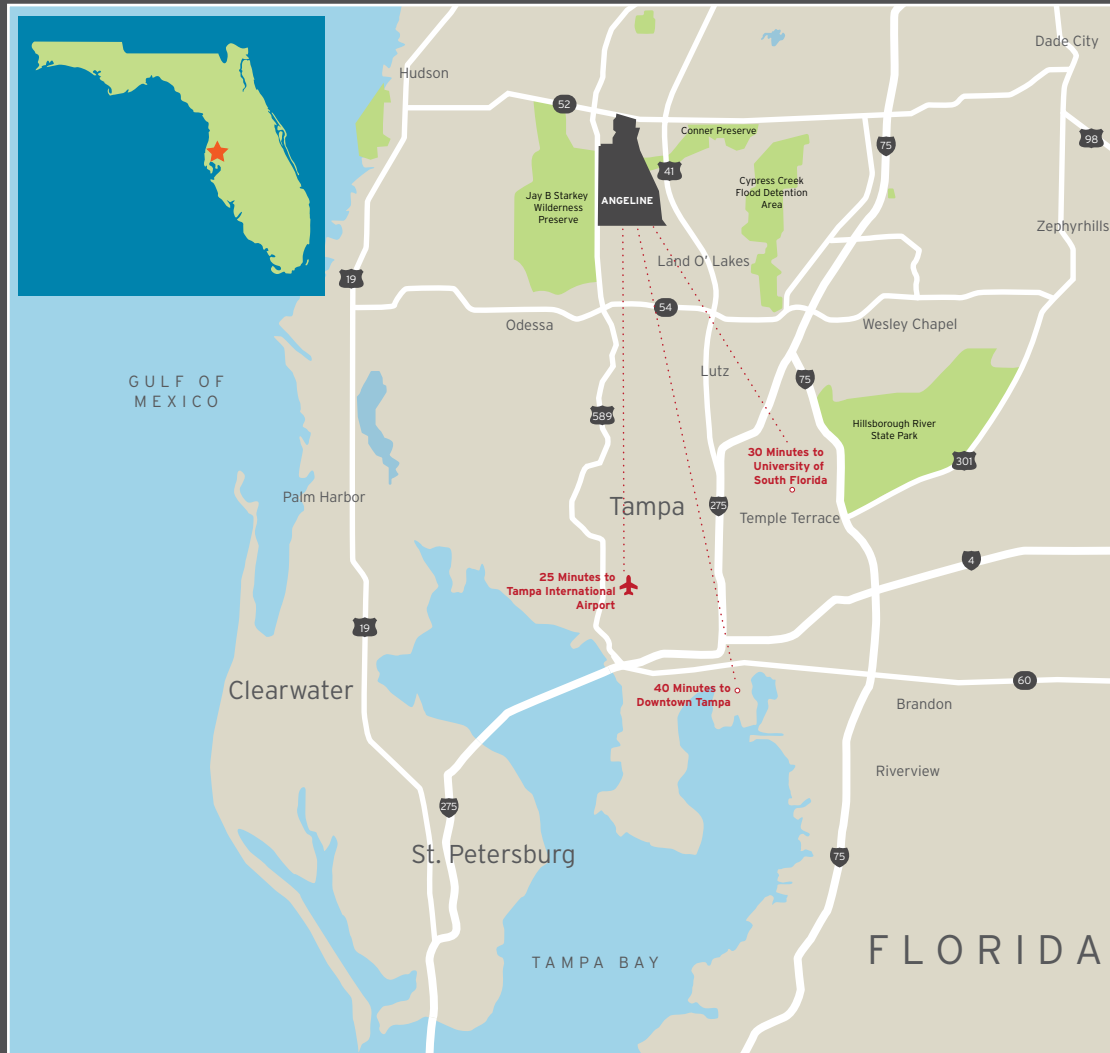 Dade City
Hudson
52
Conner Preserve
98
75
41
Cypress Creek
Flood Detention
Area
Jay B Starkey
Wilderness
Preserve
ANGELINE
Zephyrhills
Land O' Lakes
19
54
Odessa
Wesley Chapel
GULF OF
MEXICO
Lutz
75
589
Hillsborough River
State Park
30 Minutes to
University of
South Florida
301
Palm Harbor
Tampa
275
Temple Terrace
4
25 Minutes to
Tampa International
Airport
19
Clearwater
40 Minutes to
Downtown Tampa
60
Brandon
Riverview
275
St. Petersburg
75
FLORIDA
TAMPA BAY